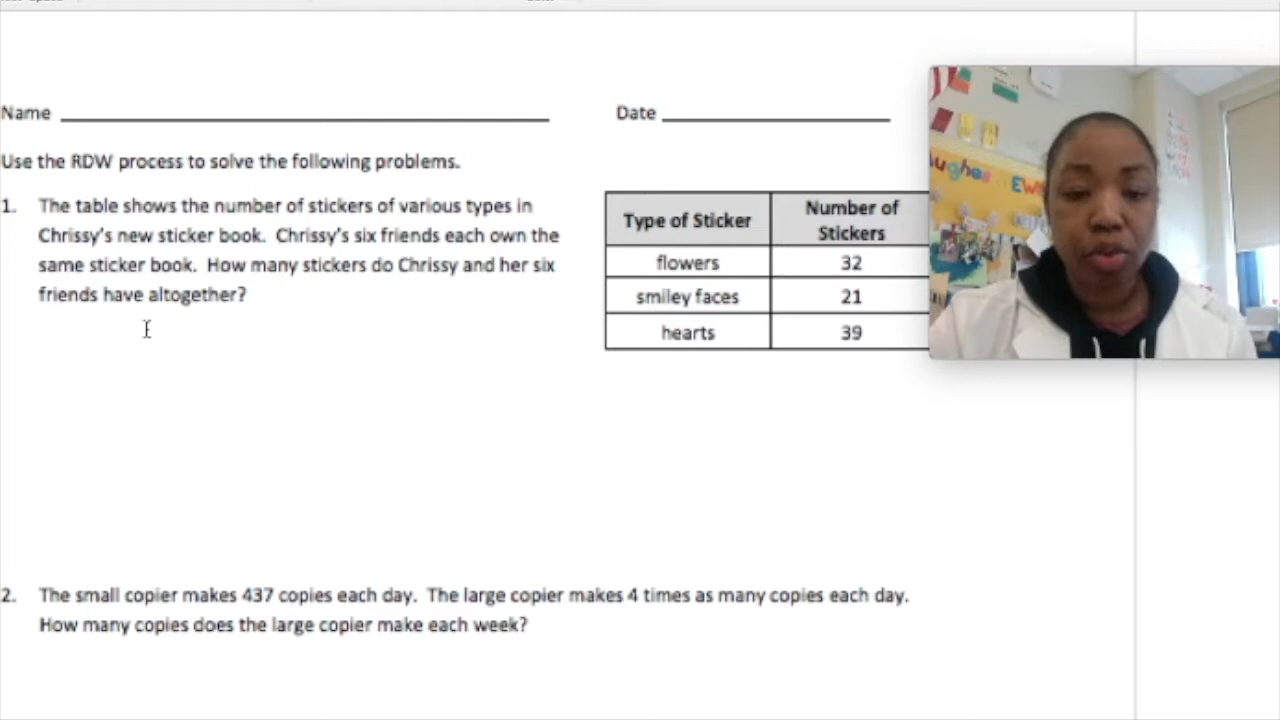 Name Date
Use the RDW process to solve the following problems.
1. The table shows the number of stickers of various types in
Chrissy's new sticker book. Chrissy's six friends each own the
same sticker book. How many stickers do Chrissy and her six
friends have altogether?
Type of Sticker Number of Stickers
flowers 32
smiley faces 21
hearts 39
2. The small copier makes 437 copies each day. The large copier makes 4 times as many copies each day.
How many copies does the large copier make each week?